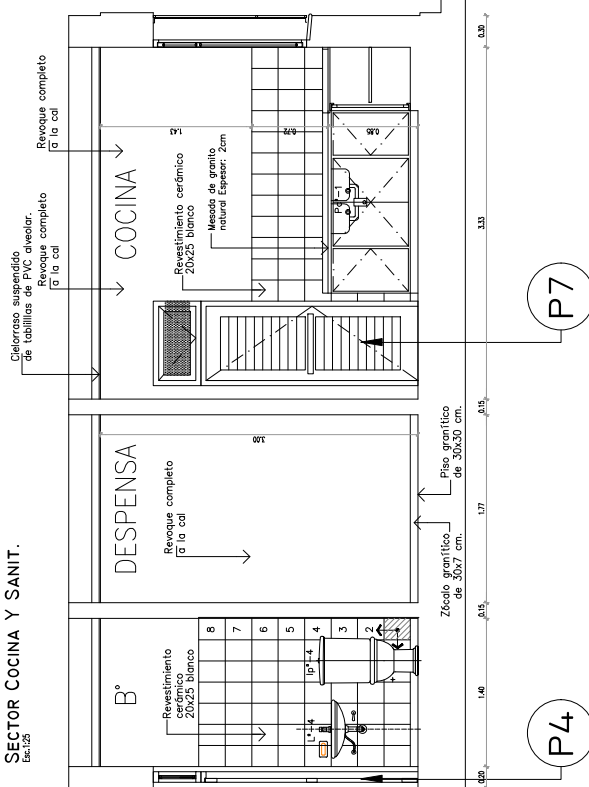 SECTOR COCINA Y SANIT.
Esc.1:25
Cielorraso suspendido
de tablillas de PVC alveolar.
Revoque completo
a la cal
Revoque completo
a la cal
B°
DESPENSA
COCINA
Revestimiento
cerámico
20x25 blanco
Revoque completo
a la cal
Revestimiento cerámico
20x25 blanco
Mesada de granito
natural Espesor: 2cm
1.43
0.72
0.85
3.00
8
7
6
5
4
3
2
L°-4
Ip°-4
Zócalo granítico
de 30x7 cm.
Piso granítico
de 30x30 cm.
0.20
1.40
0.15
1.77
0.15
3.33
0.30
P4
P7